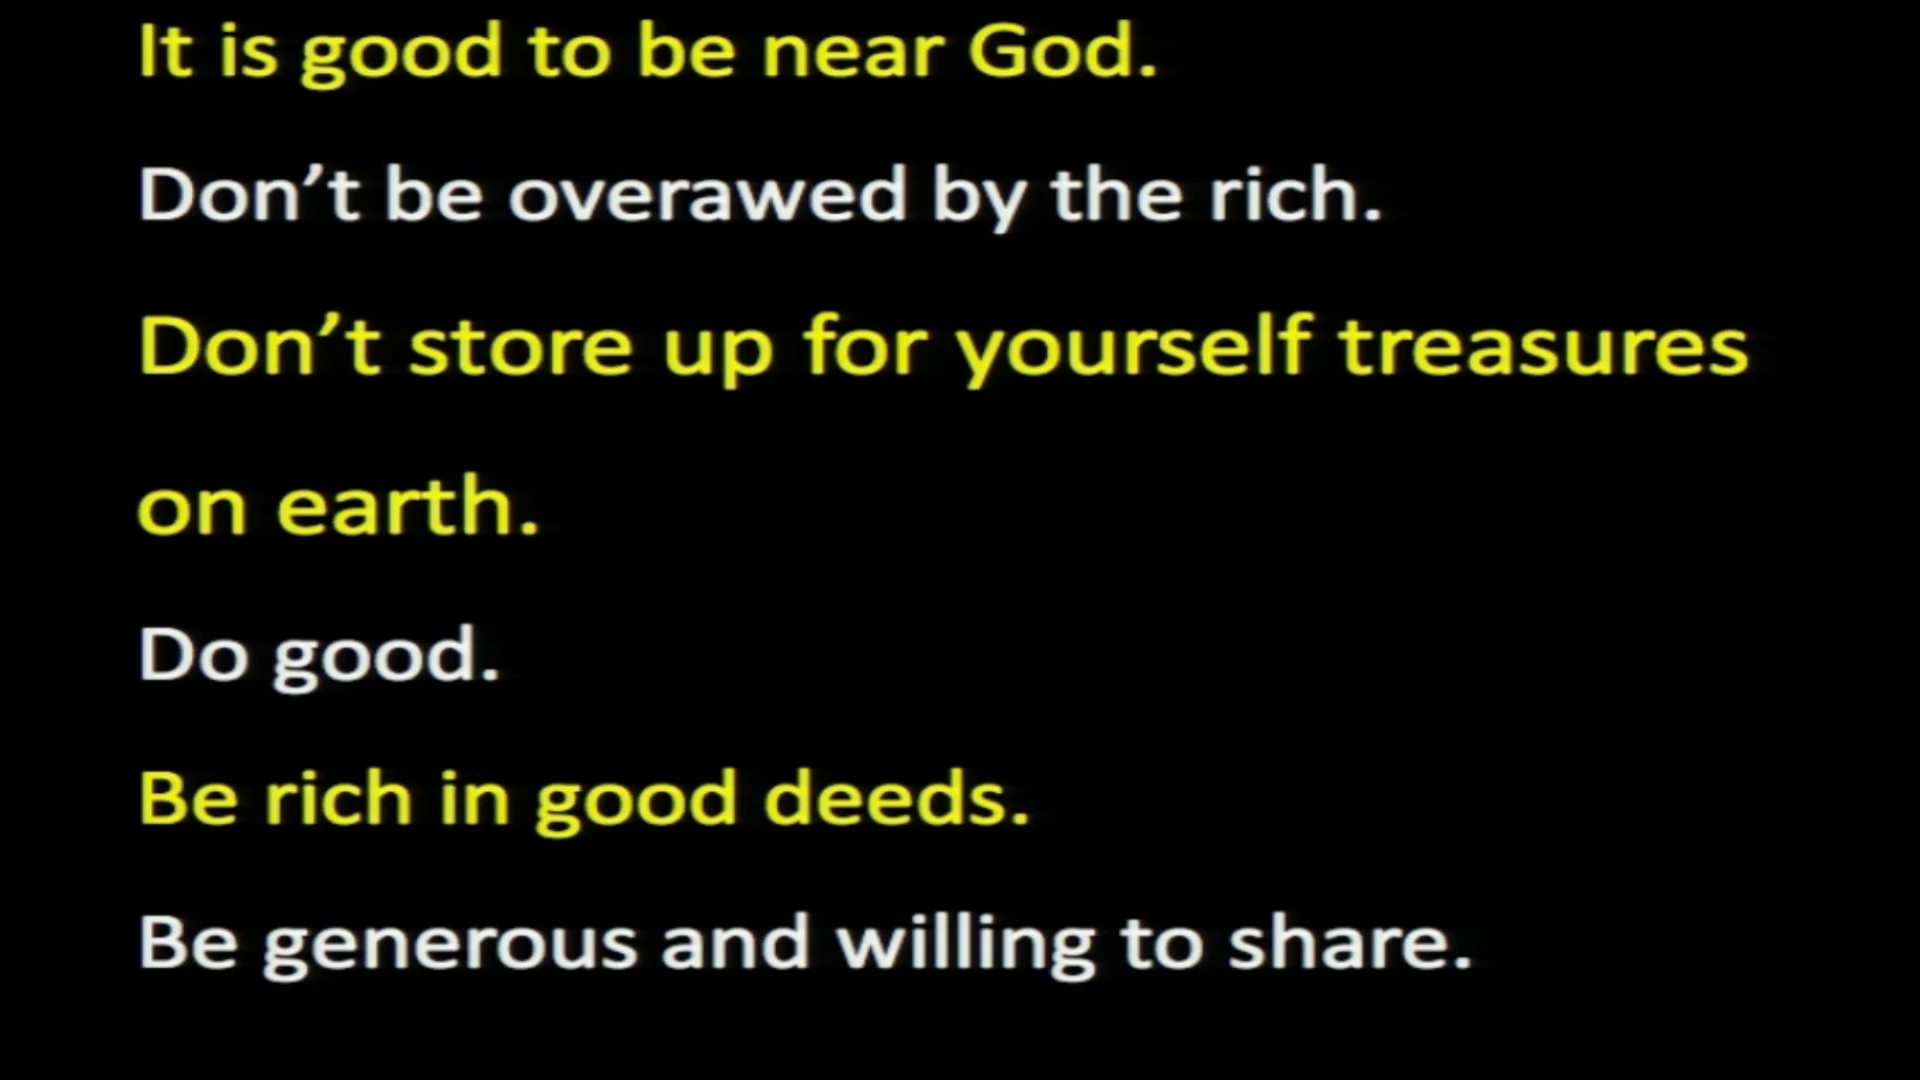 It is good to be near God.
Don’t be overawed by the rich.
Don’t store up for yourself treasures
on earth.
Do good.
Be rich in good deeds.
Be generous and willing to share.